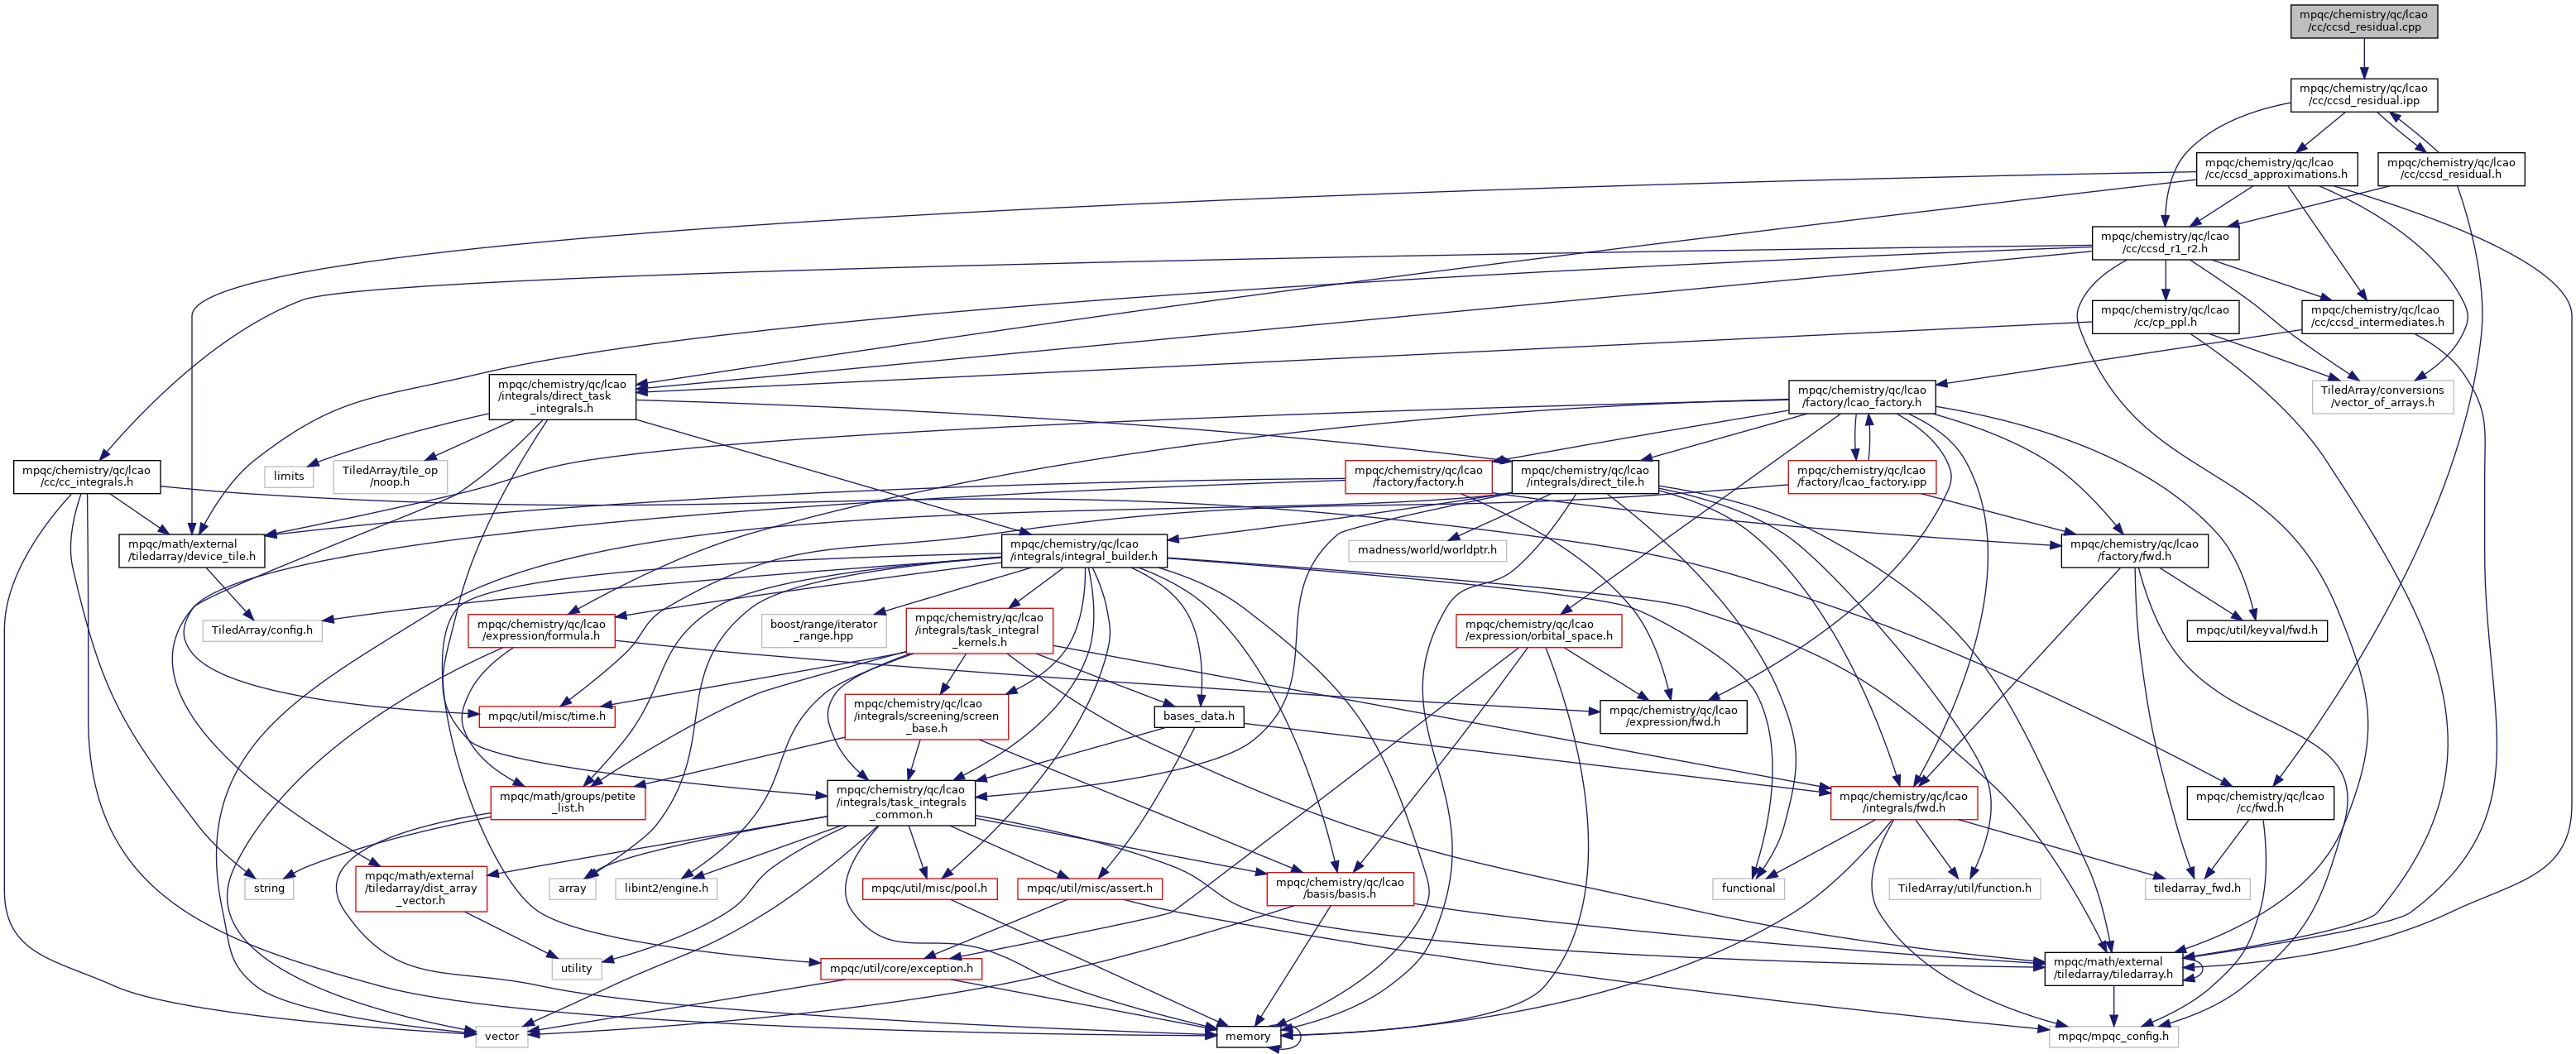 mpqc/chemistry/qc/lcao
/cc/ccsd_residual.cpp
mpqc/chemistry/qc/lcao
/cc/ccsd_residual.ipp
mpqc/chemistry/qc/lcao
/cc/ccsd_approximations.h
mpqc/chemistry/qc/lcao
/cc/ccsd_residual.h
mpqc/chemistry/qc/lcao
/cc/ccsd_r1_r2.h
mpqc/chemistry/qc/lcao
/cc/cp_ppl.h
mpqc/chemistry/qc/lcao
/cc/ccsd_intermediates.h
mpqc/chemistry/qc/lcao
/integrals/direct_task
_integrals.h
mpqc/chemistry/qc/lcao
/factory/lcao_factory.h
TiledArray/conversions
/vector_of_arrays.h
mpqc/chemistry/qc/lcao
/cc/cc_integrals.h
limits
TiledArray/tile_op
/noop.h
mpqc/chemistry/qc/lcao
/factory/factory.h
mpqc/chemistry/qc/lcao
/integrals/direct_tile.h
mpqc/chemistry/qc/lcao
/factory/lcao_factory.ipp
mpqc/math/external
/tiledarray/device_tile.h
mpqc/chemistry/qc/lcao
/integrals/integral_builder.h
madness/world/worldptr.h
mpqc/chemistry/qc/lcao
/factory/fwd.h
TiledArray/config.h
mpqc/chemistry/qc/lcao
/expression/formula.h
boost/range/iterator
_range.hpp
mpqc/chemistry/qc/lcao
/integrals/task_integral
_kernels.h
mpqc/chemistry/qc/lcao
/expression/orbital_space.h
mpqc/util/keyval/fwd.h
mpqc/util/misc/time.h
mpqc/chemistry/qc/lcao
/integrals/screening/screen
_base.h
bases_data.h
mpqc/chemistry/qc/lcao
/expression/fwd.h
mpqc/math/groups/petite
_list.h
mpqc/chemistry/qc/lcao
/integrals/task_integrals
_common.h
mpqc/chemistry/qc/lcao
/integrals/fwd.h
mpqc/chemistry/qc/lcao
/cc/fwd.h
string
mpqc/math/external
/tiledarray/dist_array
_vector.h
array
libint2/engine.h
mpqc/util/misc/pool.h
mpqc/util/misc/assert.h
mpqc/chemistry/qc/lcao
/basis/basis.h
functional
TiledArray/util/function.h
tiledarray_fwd.h
utility
mpqc/util/core/exception.h
mpqc/math/external
/tiledarray/tiledarray.h
vector
memory
mpqc/mpqc_config.h